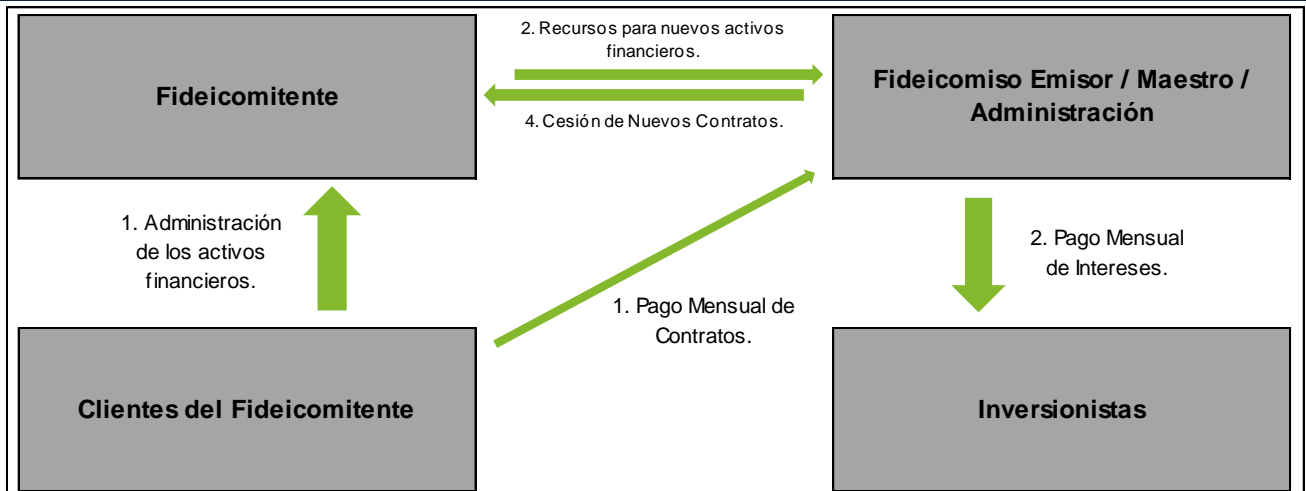 2. Recursos para nuevos activos
financieros.
Fideicomitente
Fideicomiso Emisor / Maestro /
Administración
4. Cesión de Nuevos Contratos.
1. Administración
de los activos
financieros.
2. Pago Mensual
de Intereses.
1. Pago Mensual de
Contratos.
Clientes del Fideicomitente
Inversionistas